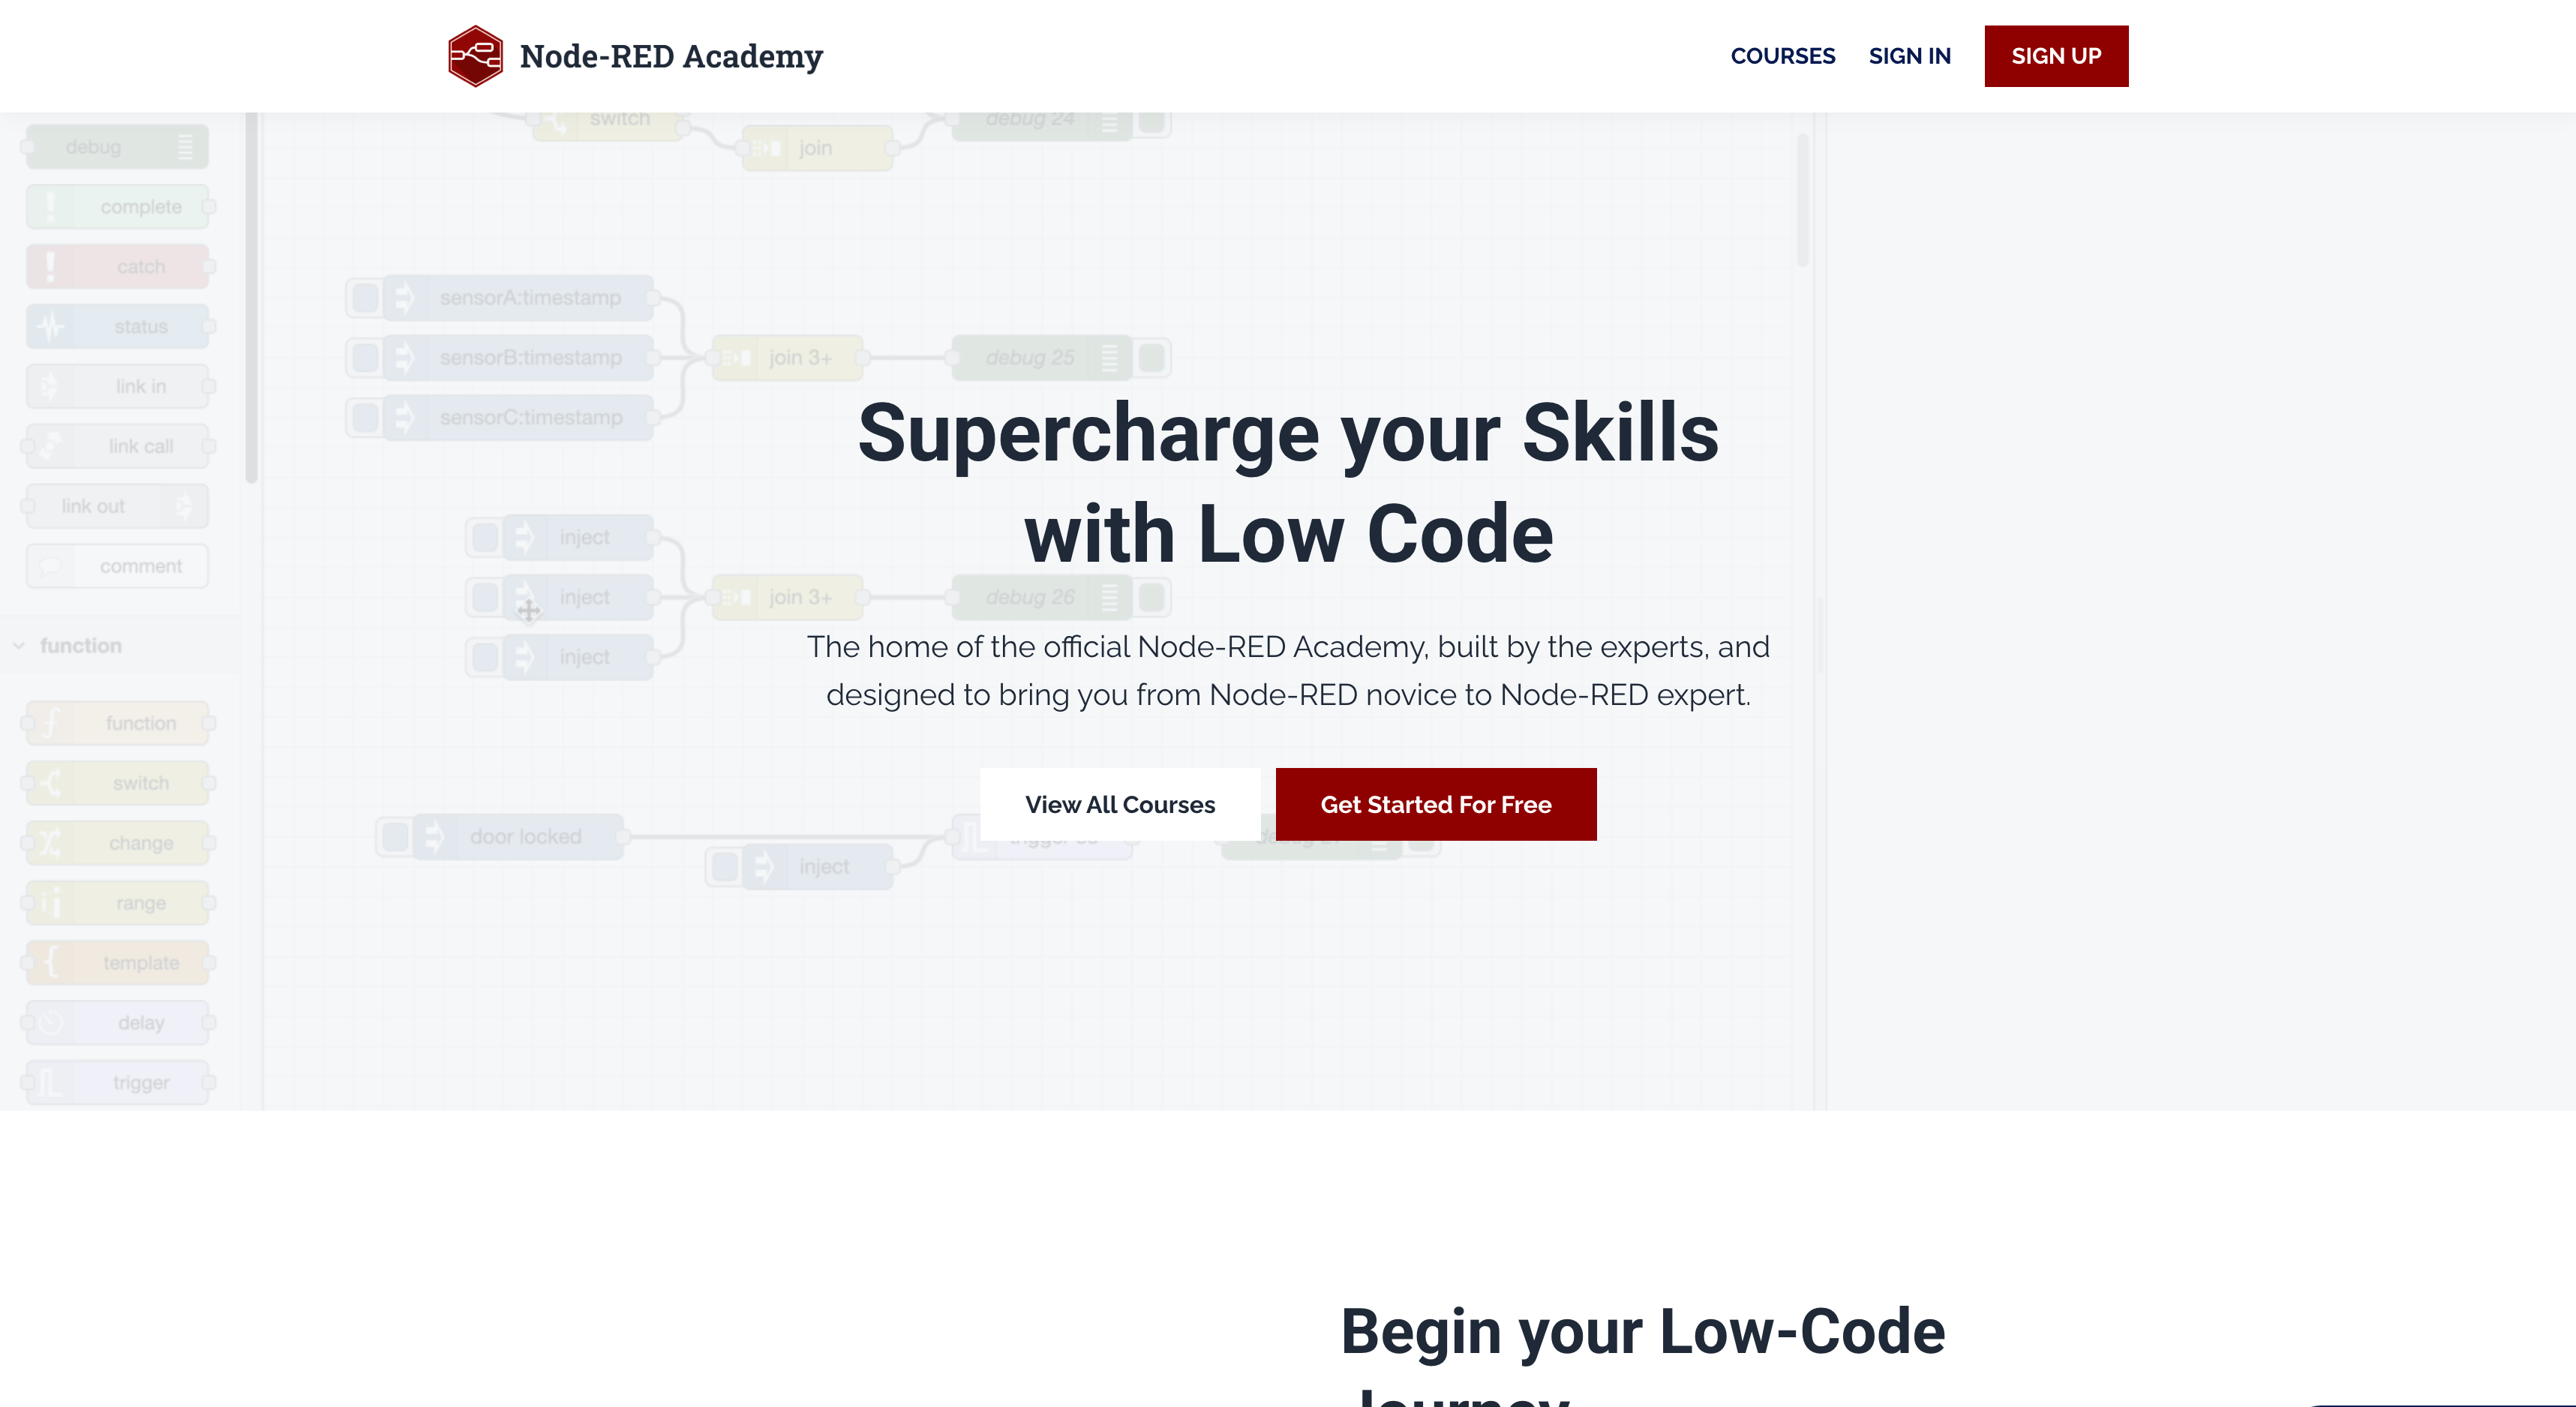 Node-RED Academy
COURSES
SIGN IN
SIGN UP
switch
debug 24
debug
join
complete
catch
sensorA:timestamp
status
sensorB:timestamp
join 3+
debug 25
link in
sensorC:timestamp
link call
Supercharge your Skills
with Low Code
link out
inject
comment
inject
join 3+
debug 26
function
inject
The home of the official Node-RED Academy, built by the experts, and
designed to bring you from Node-RED novice to Node-RED expert.
function
switch
View All Courses
Get Started For Free
change
door locked
inject
range
template
delay
trigger
Begin your Low-Code
Journey